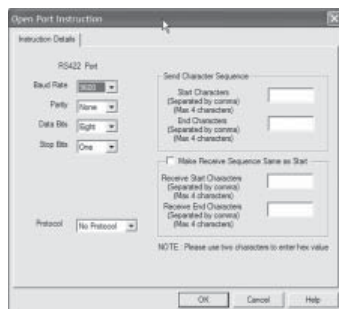 Open Port Instruction
Instruction Details
RS422 Port
Baud Rate 9600
Parity None
Data Bits Eight
Stop Bits One
Protocol No Protocol
Send Character Sequence
Start Characters
(Separated by comma)
(Max 4 characters)
End Characters
(Separated by comma)
(Max 4 characters)
Make Receive Sequence Same as Start
Receive Start Characters
(Separated by comma)
(Max 4 characters)
Receive End Characters
(Separated by comma)
(Max 4 characters)
NOTE : Please use two characters to enter hex value
OK
Cancel
Help